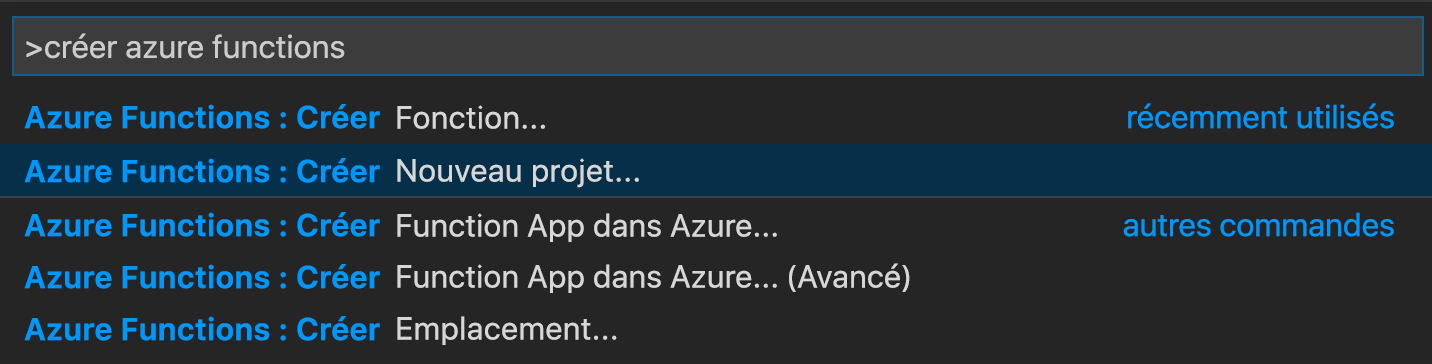 >créer azure functions
Azure Functions : Créer Fonction... récemment utilisés
Azure Functions : Créer Nouveau projet...
Azure Functions : Créer Function App dans Azure... autres commandes
Azure Functions : Créer Function App dans Azure... (Avancé)
Azure Functions : Créer Emplacement...